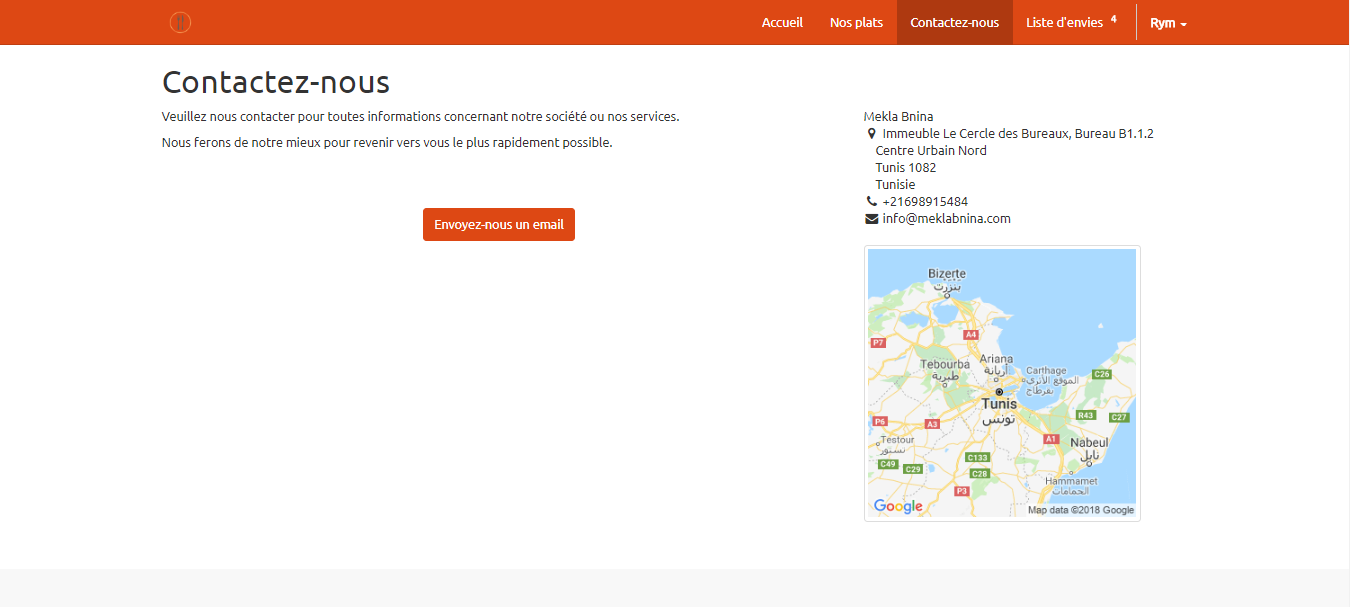 Accueil Nos plats Contactez-nous Liste d'envies 4 Rym
Contactez-nous
Veuillez nous contacter pour toutes informations concernant notre société ou nos services.
Nous ferons de notre mieux pour revenir vers vous le plus rapidement possible.
Envoyez-nous un email
Mekla Bnina
Immeuble Le Cercle des Bureaux, Bureau B1.1.2
Centre Urbain Nord
Tunis 1082
Tunisie
+21698915484
info@meklabnina.com
Bizerte
بنزرت
A4
P7
Ariana
أريانة
Tebourba
طبرية
Carthage
الموقع الأثري
بقرطاج
C26
Tunis
تونس
R43
C27
P6
A3
A1
Testour
تستور
Nabeul
نابل
C133
C49
C29
C28
Hammamet
الحمامات
P3
Google
Map data ©2018 Google